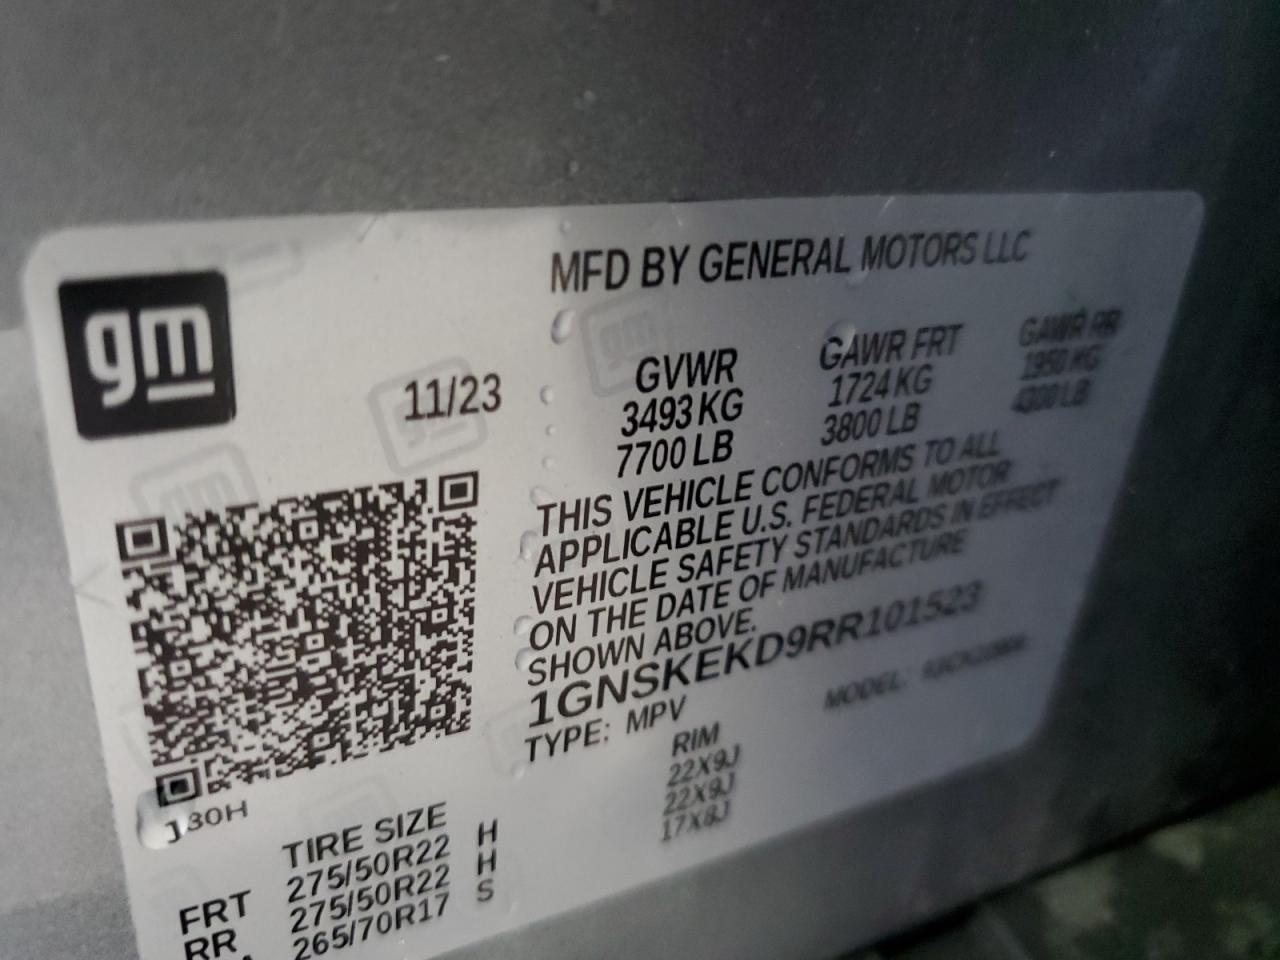 gm
MFD BY GENERAL MOTORS LLC
11/23
GVWR GAWR FRT GAWR RR
3493 KG 1724 KG 1950 KG
7700 LB 3800 LB 4300 LB
THIS VEHICLE CONFORMS TO ALL
APPLICABLE U.S. FEDERAL MOTOR
VEHICLE SAFETY STANDARDS IN EFFECT
ON THE DATE OF MANUFACTURE
SHOWN ABOVE.
1GNSKEKD9RR101523
TYPE: MPV MODEL:
J30H
TIRE SIZE RIM
FRT 275/50R22 H 22X9J
RR 275/50R22 H 22X9J
265/70R17 S 17X8J